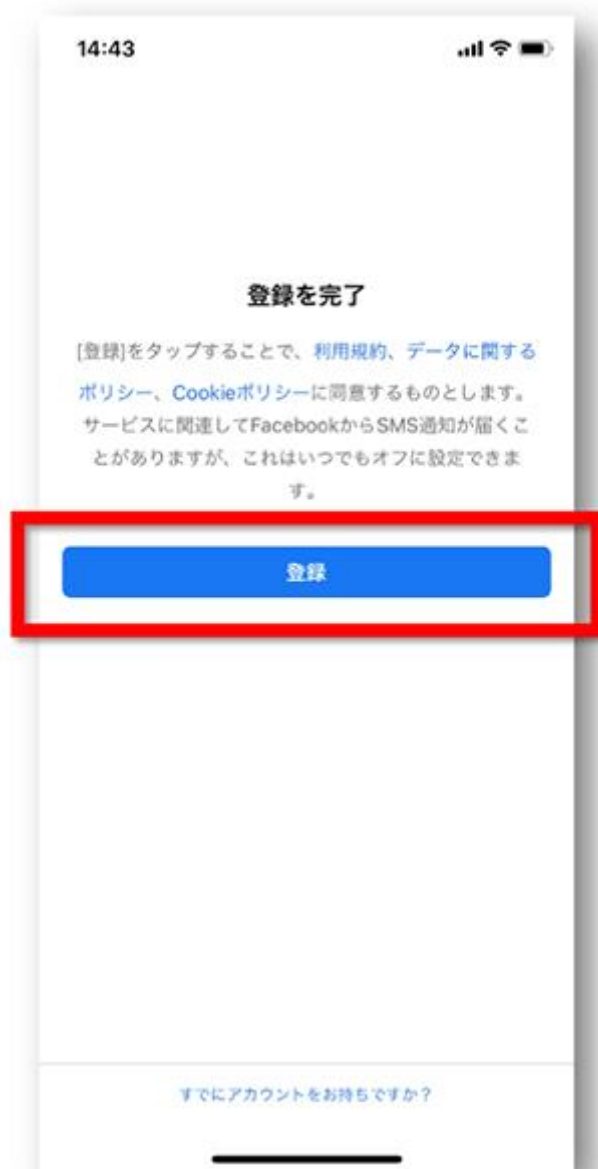 14:43
登録を完了
[登録]をタップすることで、利用規約、データに関する
ポリシー、Cookieポリシーに同意するものとします。
サービスに関連してFacebookからSMS通知が届くこ
とがありますが、これはいつでもオフに設定できま
す。
登録
すでにアカウントをお持ちですか？